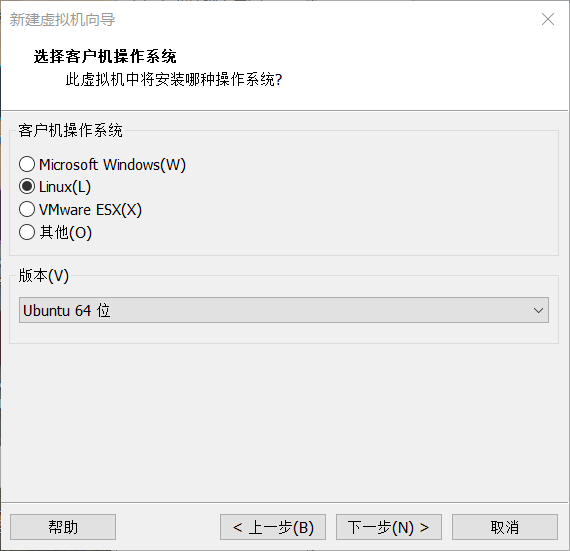 新建虚拟机向导
选择客户机操作系统
此虚拟机中将安装哪种操作系统?
客户机操作系统
Microsoft Windows(W)
Linux(L)
VMware ESX(X)
其他(O)
版本(V)
Ubuntu 64 位
帮助
< 上一步(B)
下一步(N) >
取消